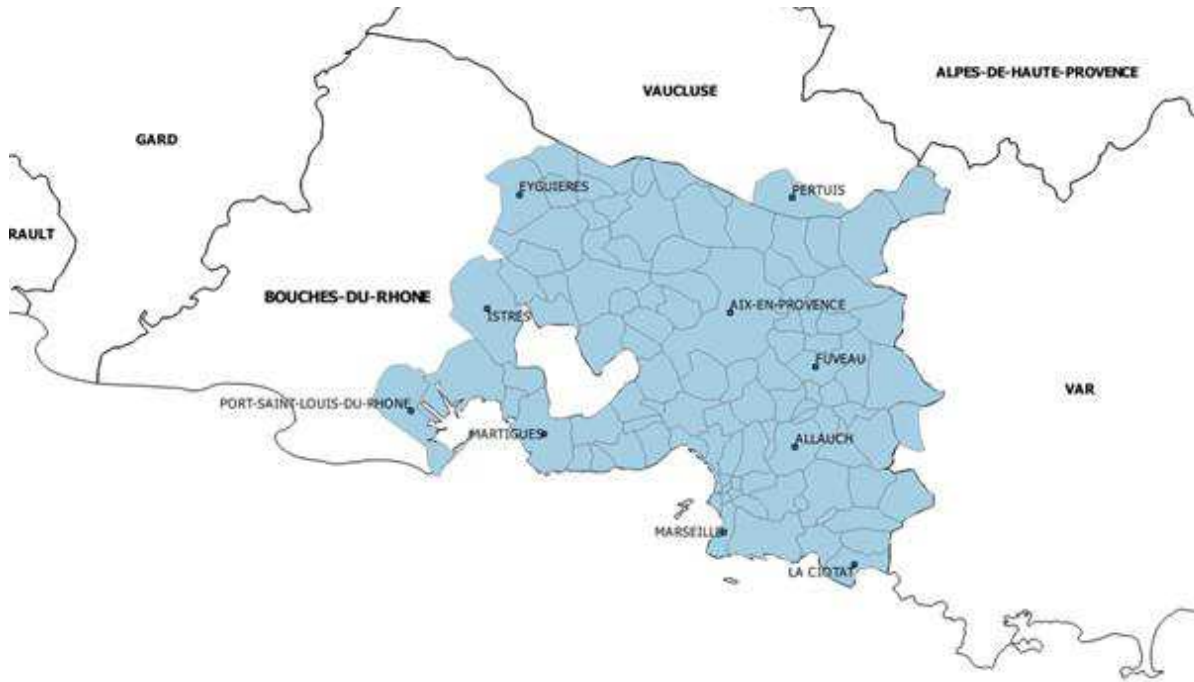 ALPES-DE-HAUTE-PROVENCE
VAUCLUSE
GARD
EYGUIERES
PERTUIS
RAULT
BOUCHES-DU-RHONE
ISTRES
AIX-EN-PROVENCE
FUVEAU
VAR
PORT-SAINT-LOUIS-DU-RHONE
MARTIGUES
ALLAUCH
MARSEILLE
LA CIOTAT